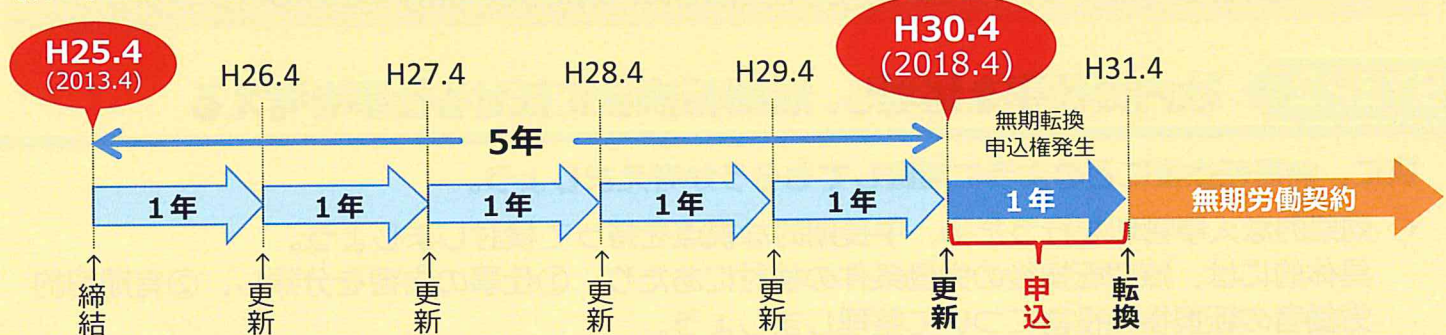 H25.4
(2013.4)
H26.4
H27.4
H28.4
H29.4
H30.4
(2018.4)
H31.4
5年
無期転換
申込権発生
1年
1年
1年
1年
1年
1年
無期労働契約
↑締結
↑更新
↑更新
↑更新
↑更新
↑更新
申込
↑転換